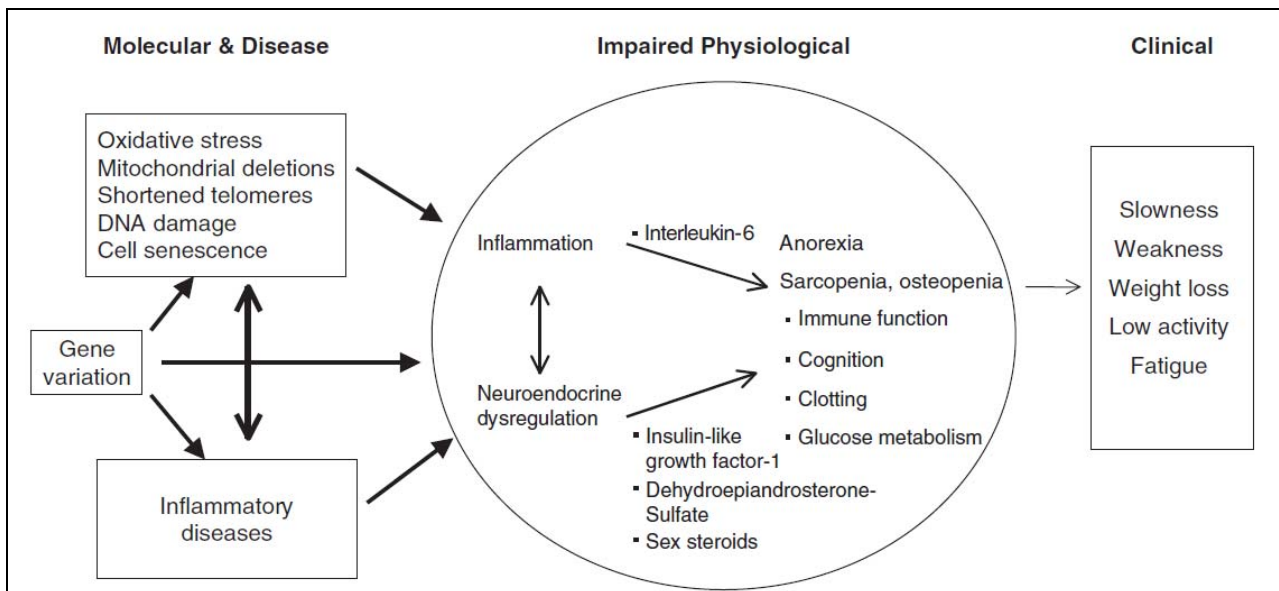 Molecular & Disease
Impaired Physiological
Clinical
Oxidative stress
Mitochondrial deletions
Shortened telomeres
DNA damage
Cell senescence
Gene
variation
Inflammatory
diseases
Inflammation
▪ Interleukin-6
Neuroendocrine
dysregulation
▪ Insulin-like
growth factor-1
▪ Dehydroepiandrosterone-
Sulfate
▪ Sex steroids
Anorexia
Sarcopenia, osteopenia
▪ Immune function
▪ Cognition
▪ Clotting
▪ Glucose metabolism
Slowness
Weakness
Weight loss
Low activity
Fatigue